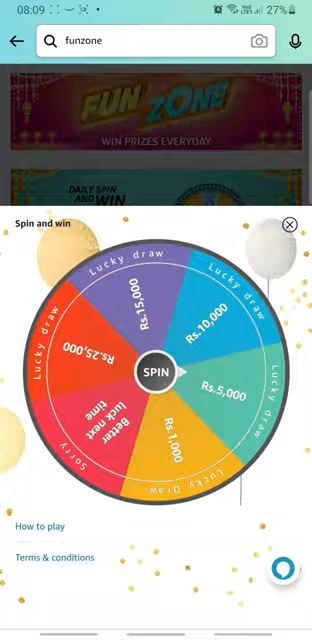 08:09
27%
funzone
FUN ZONE
WIN PRIZES EVERYDAY
DAILY SPIN
AND WIN
Spin and win
Lucky draw
Rs.15,000
Lucky draw
Rs.10,000
Lucky draw
Rs.5,000
Lucky Draw
Rs.1,000
Sorry
Better
luck next
time
Lucky draw
Rs.25,000
SPIN
How to play
Terms & conditions